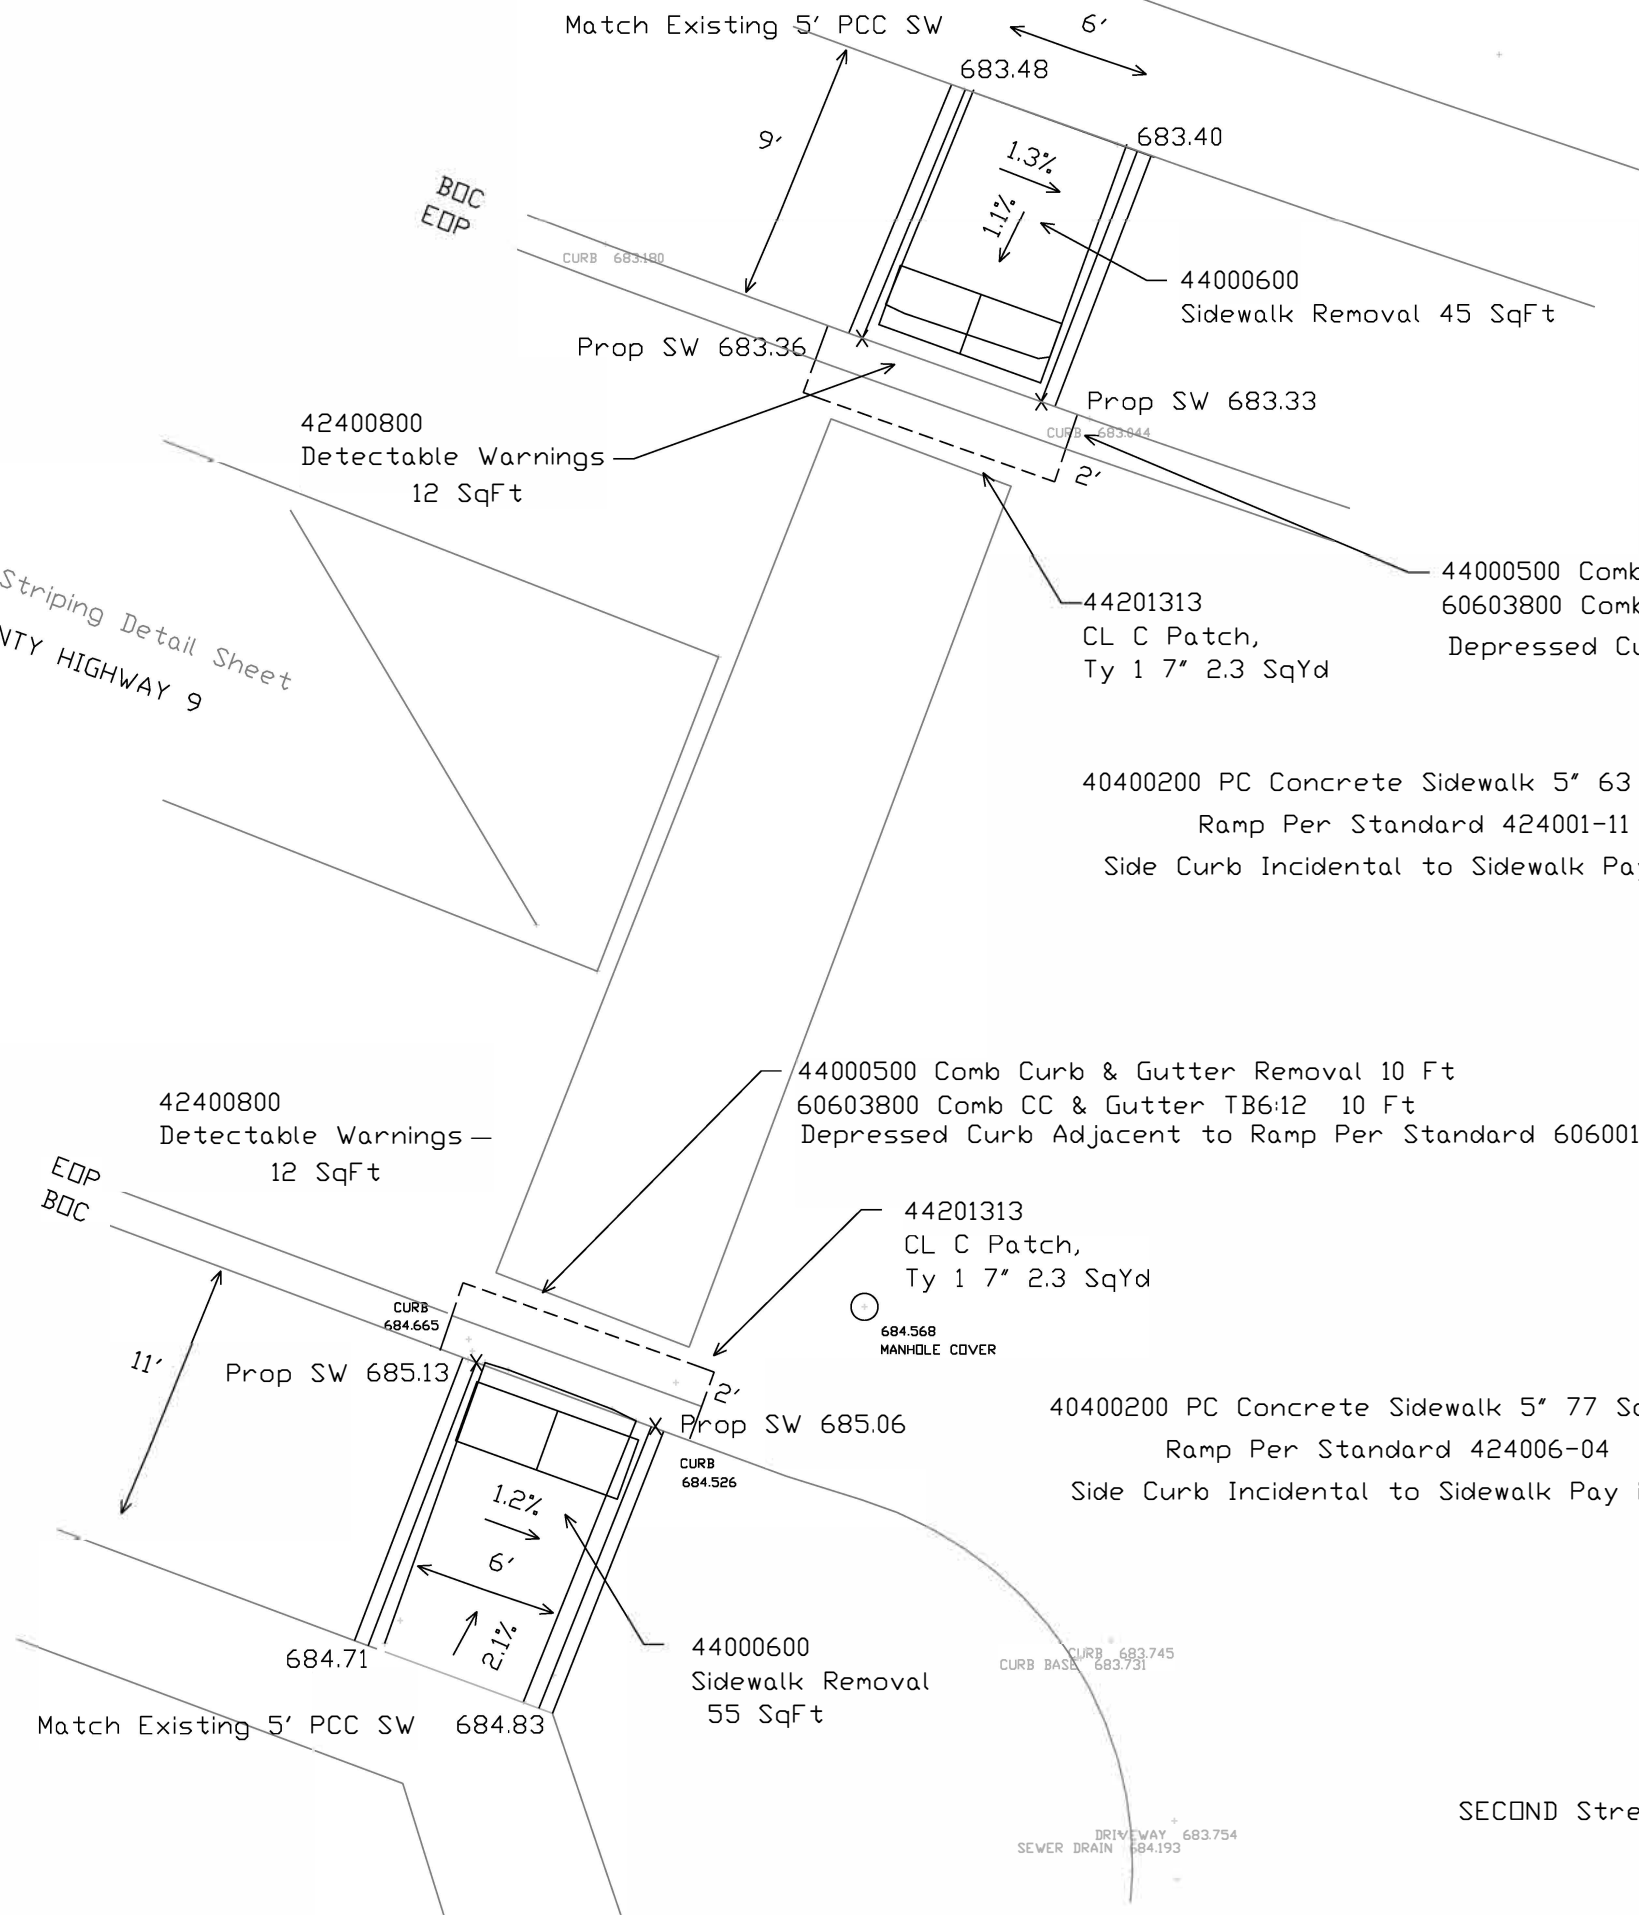 Match Existing 5′ PCC SW
6′
683.48
683.40
9′
1.3%
1.1%
BOC
EOP
CURB 683.180
44000600
Sidewalk Removal 45 SqFt
Prop SW 683.36
Prop SW 683.33
CURB 683.044
42400800
Detectable Warnings
12 SqFt
2′
44000500 Comb
60603800 Comb
Depressed Cu
44201313
CL C Patch,
Ty 1 7″ 2.3 SqYd
Striping Detail Sheet
NTY HIGHWAY 9
40400200 PC Concrete Sidewalk 5″ 63
Ramp Per Standard 424001-11
Side Curb Incidental to Sidewalk Pay
44000500 Comb Curb & Gutter Removal 10 Ft
60603800 Comb CC & Gutter TB6:12 10 Ft
Depressed Curb Adjacent to Ramp Per Standard 606001
42400800
Detectable Warnings
12 SqFt
EOP
BOC
44201313
CL C Patch,
Ty 1 7″ 2.3 SqYd
CURB
684.665
684.568
MANHOLE COVER
11′
Prop SW 685.13
2′
Prop SW 685.06
CURB
684.526
40400200 PC Concrete Sidewalk 5″ 77 Sq
Ramp Per Standard 424006-04
Side Curb Incidental to Sidewalk Pay i
1.2%
6′
2.1%
44000600
Sidewalk Removal
55 SqFt
684.71
Match Existing 5′ PCC SW
684.83
CURB 683.745
CURB BASE 683.731
SECOND Stre
DRIVEWAY 683.754
SEWER DRAIN 684.193